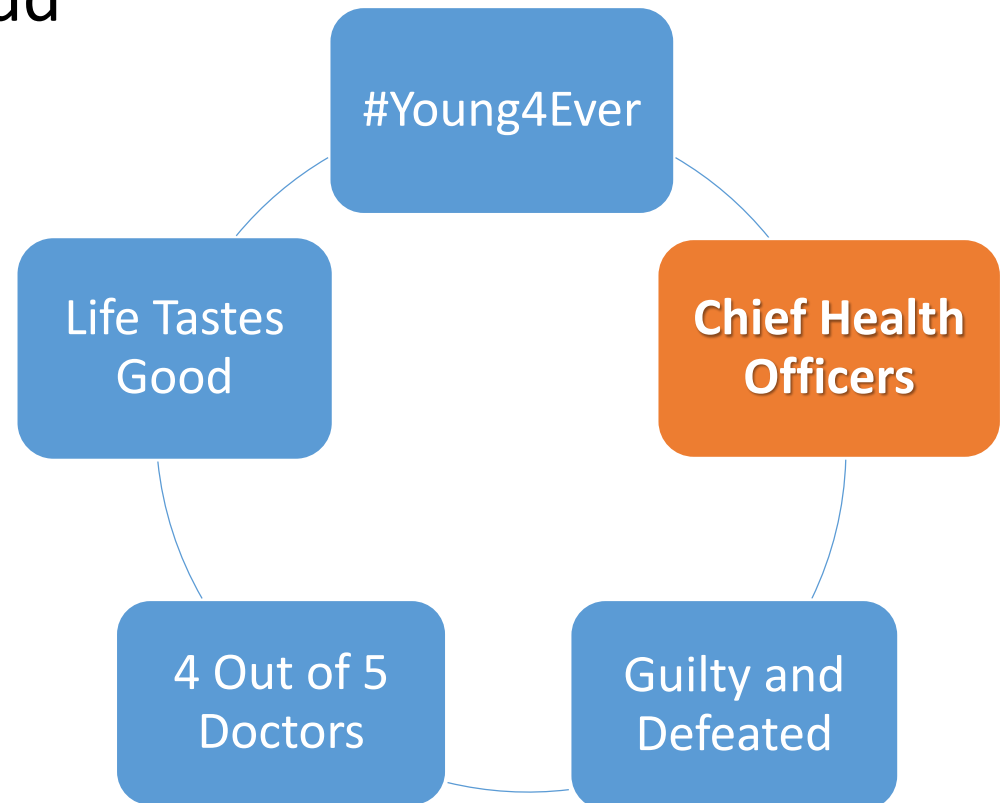 #Young4Ever
Chief Health
Officers
Guilty and
Defeated
4 Out of 5
Doctors
Life Tastes
Good